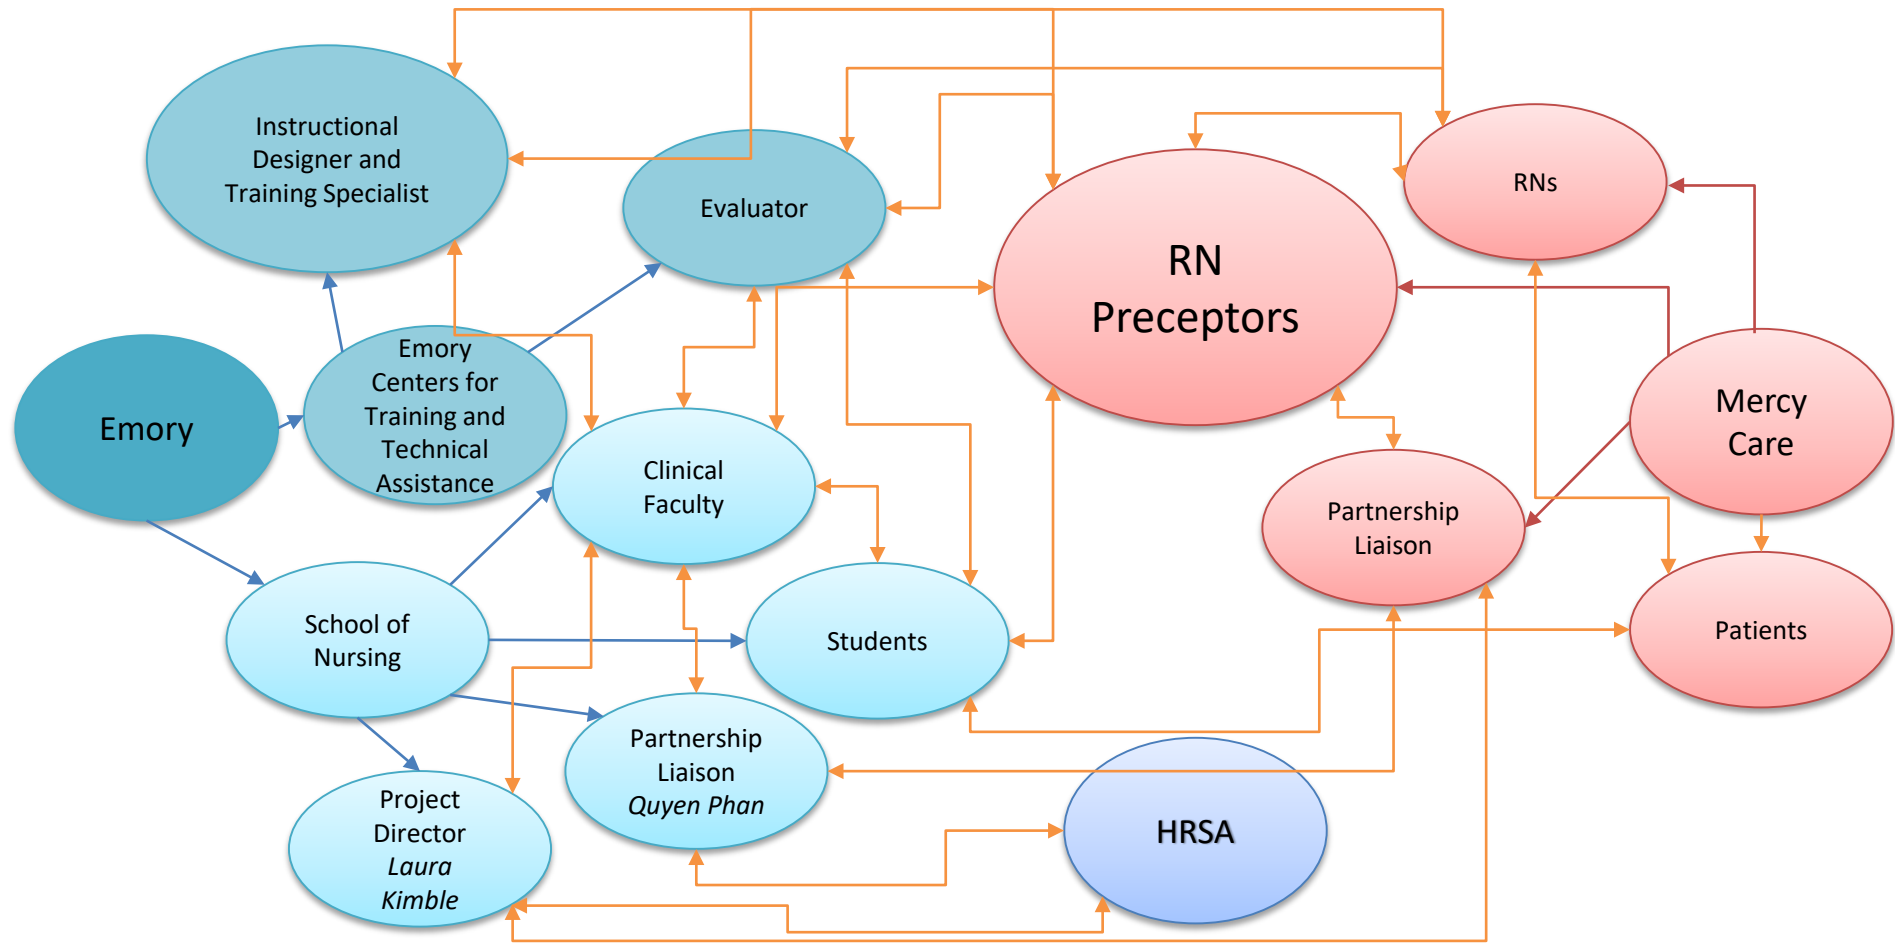 Instructional
Designer and
Training Specialist
Evaluator
RN
Preceptors
RNs
Emory
Emory
Centers for
Training and
Technical
Assistance
Mercy
Care
Clinical
Faculty
Partnership
Liaison
School of
Nursing
Students
Patients
Partnership
Liaison
Quyen Phan
Project
Director
Laura
Kimble
HRSA